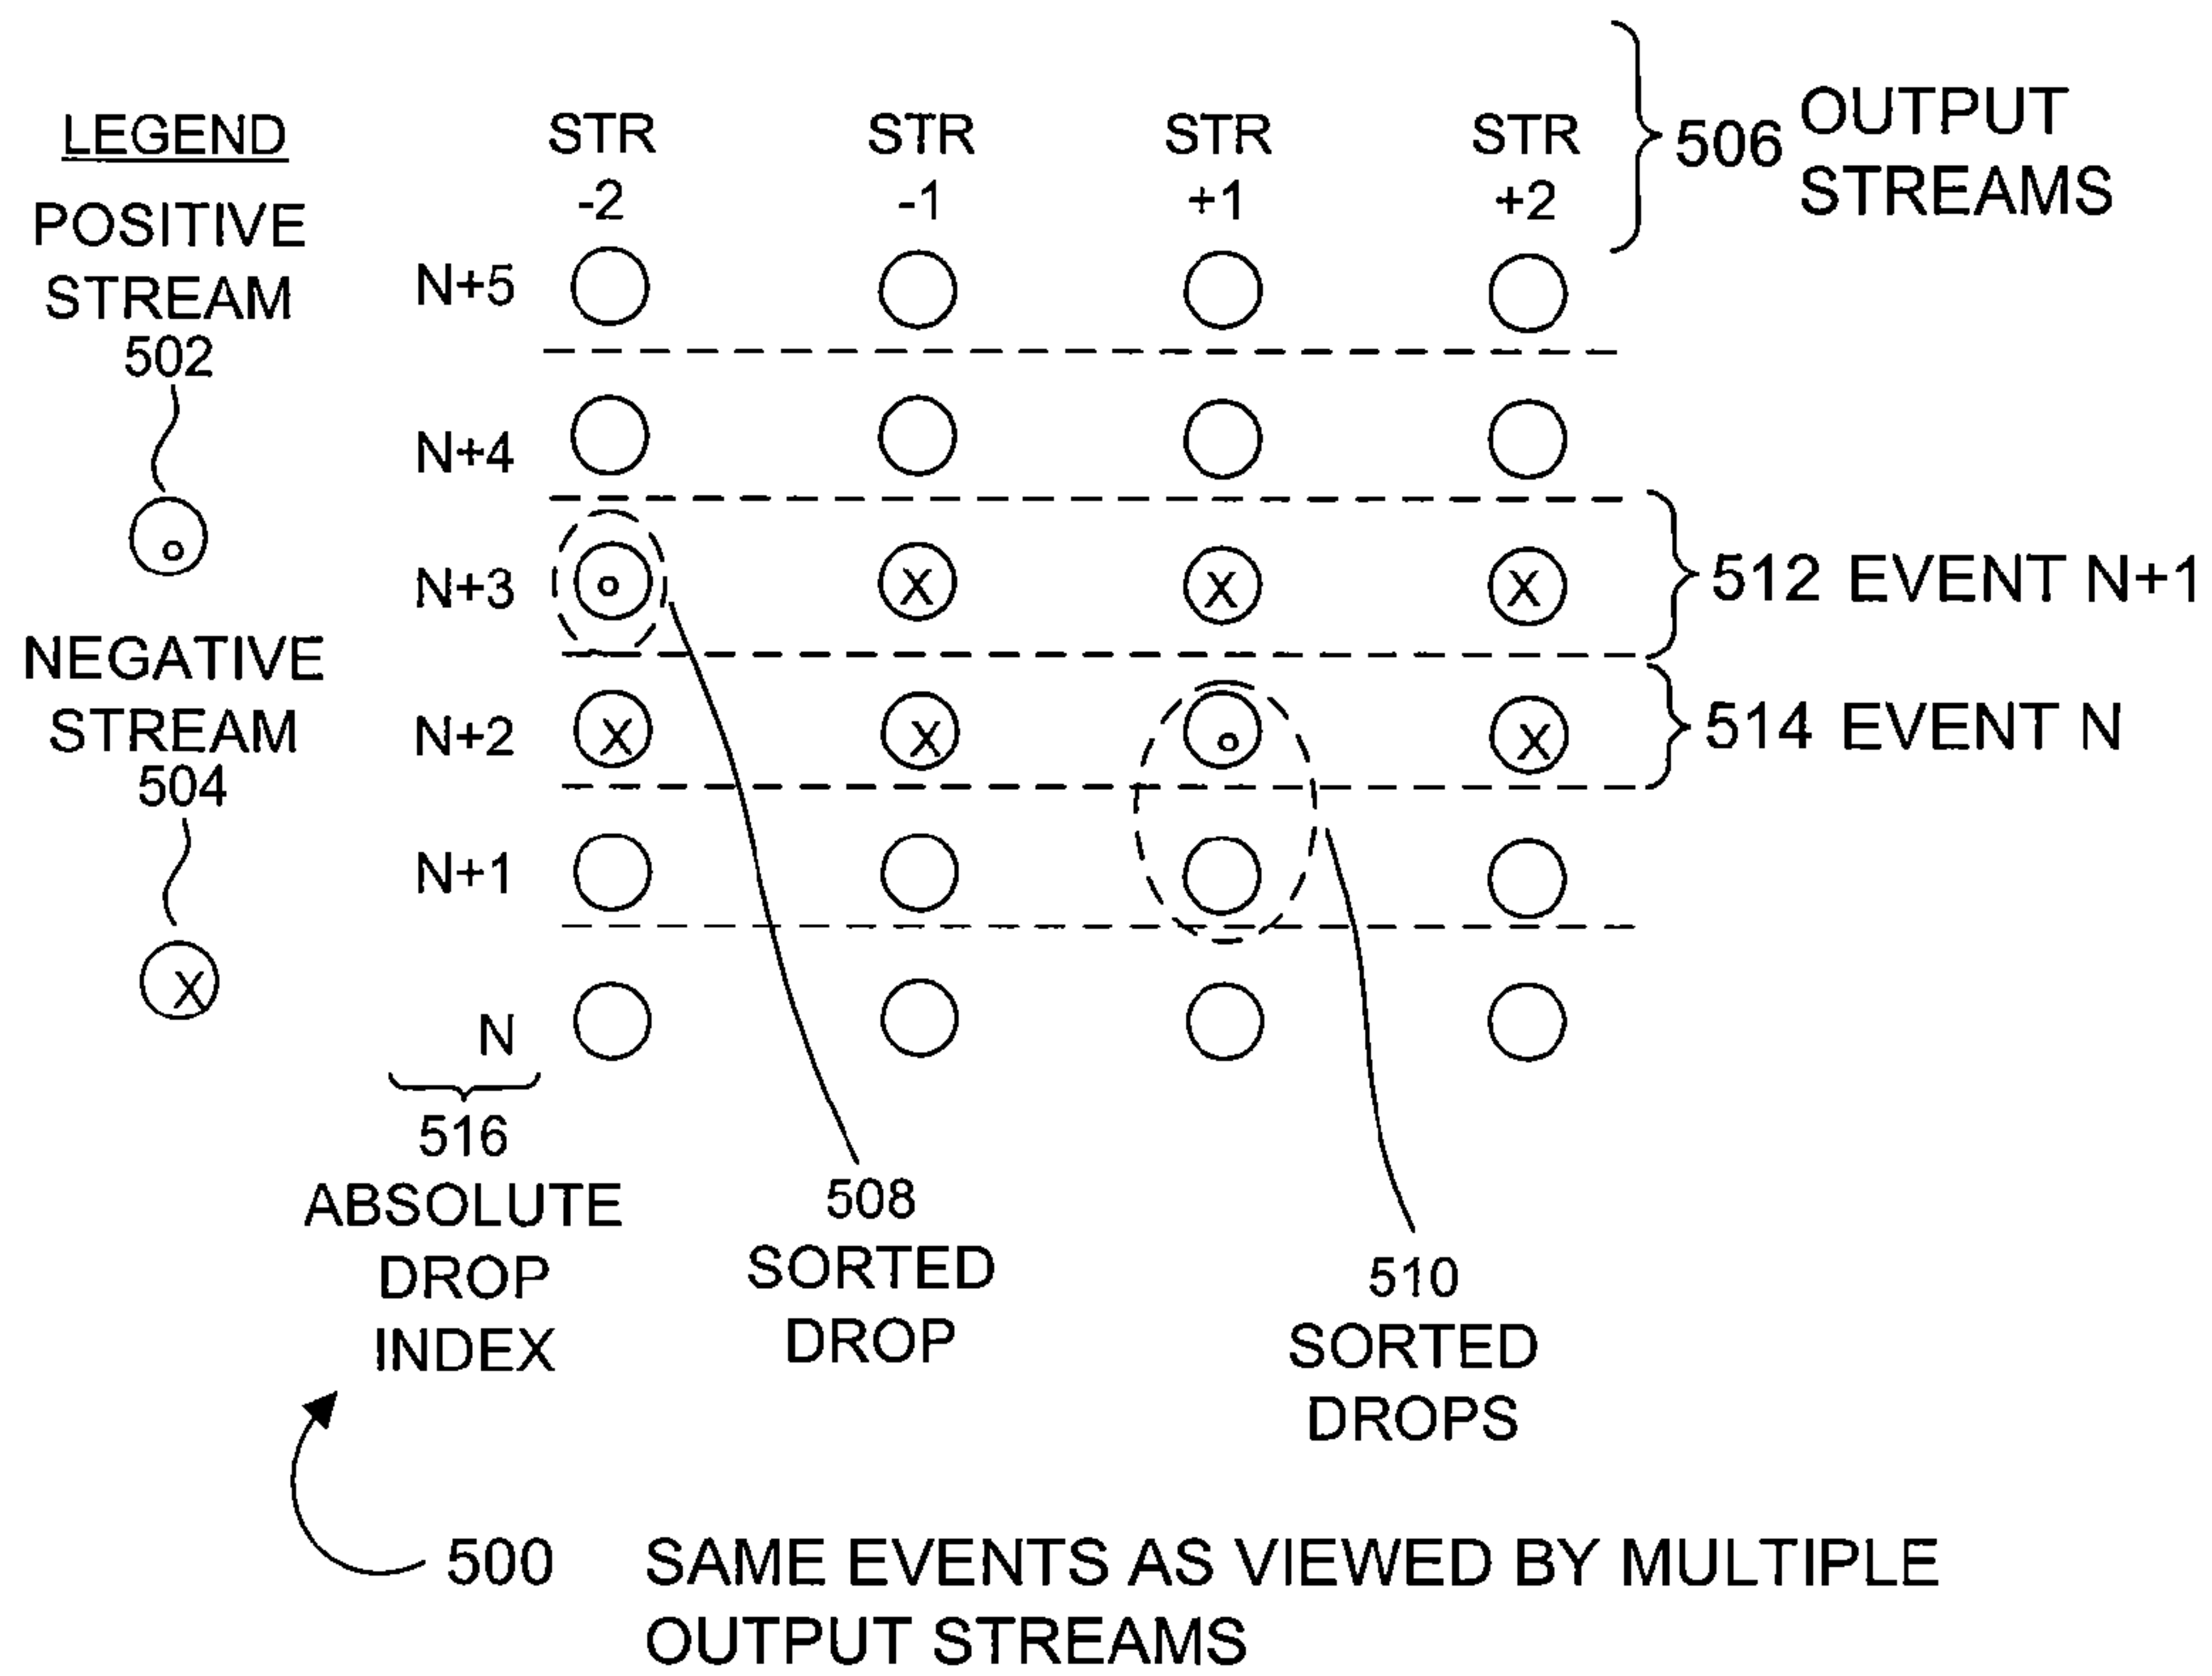 LEGEND
POSITIVE
STREAM
502
NEGATIVE
STREAM
504
X
STR STR STR STR
-2 -1 +1 +2
506 OUTPUT
STREAMS
N+5
N+4
N+3 X X X
512 EVENT N+1
N+2 X X X
514 EVENT N
N+1
N
516
ABSOLUTE
DROP
INDEX
508
SORTED
DROP
510
SORTED
DROPS
500 SAME EVENTS AS VIEWED BY MULTIPLE
OUTPUT STREAMS